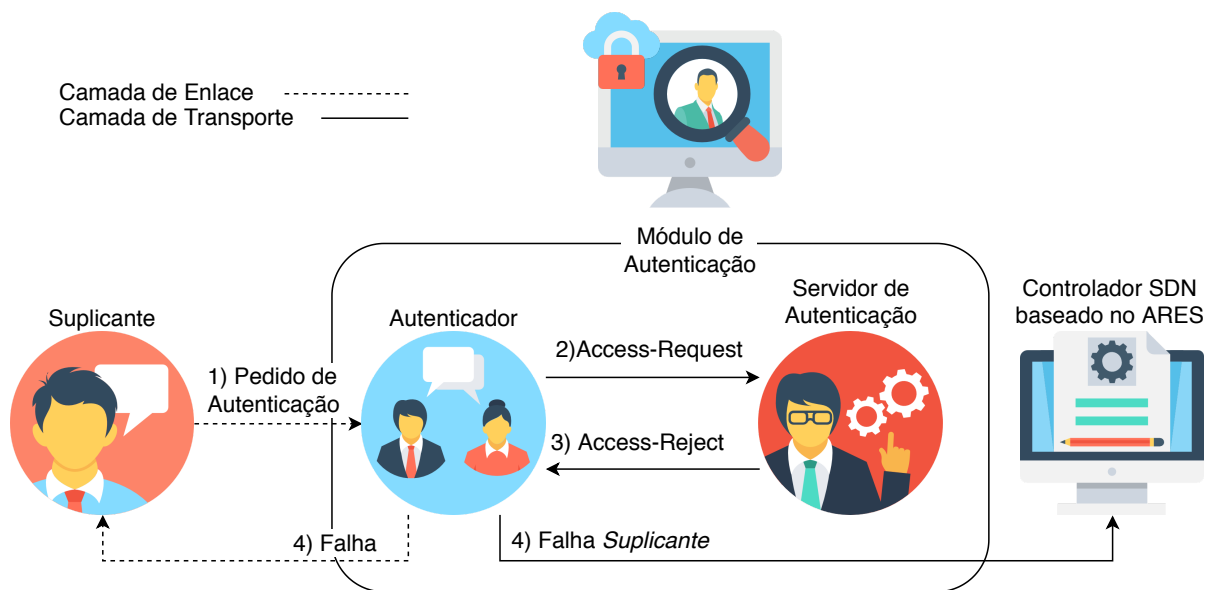 Camada de Enlace
Camada de Transporte
Módulo de
Autenticação
Suplicante
Autenticador
Servidor de
Autenticação
Controlador SDN
baseado no ARES
1) Pedido de
Autenticação
2)Access-Request
3) Access-Reject
4) Falha
4) Falha Suplicante